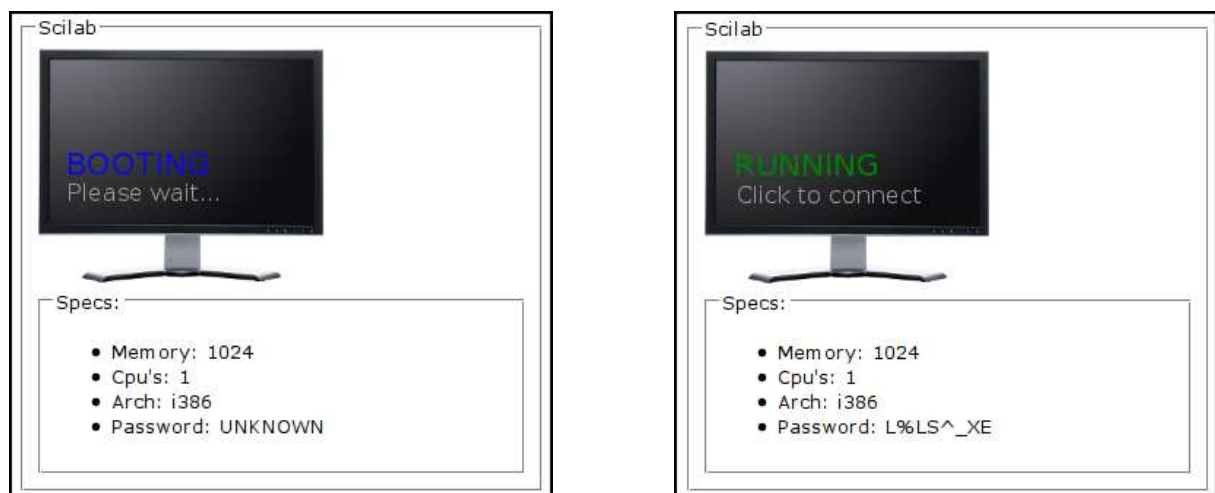 Scilab
BOOTING
Please wait...
Specs:
Memory: 1024
Cpu's: 1
Arch: i386
Password: UNKNOWN
Scilab
RUNNING
Click to connect
Specs:
Memory: 1024
Cpu's: 1
Arch: i386
Password: L%LS^_XE